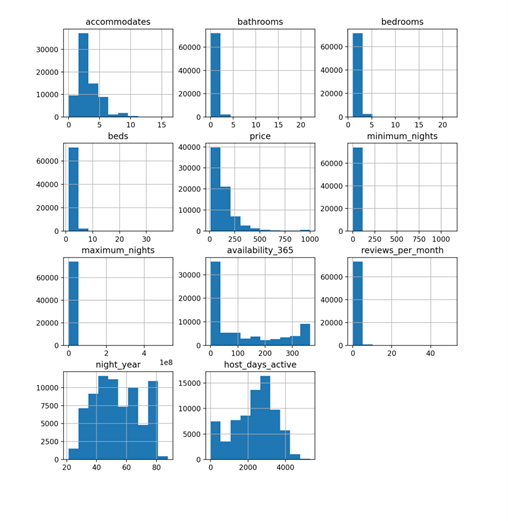 accommodates bathrooms bedrooms
30000 60000 60000
20000 40000 40000
10000 20000 20000
0 0 0
0 5 10 15 0 5 10 15 20 0 5 10 15 20
beds price minimum_nights
40000
60000 30000 60000
40000 20000 40000
20000 10000 20000
0 0 0
0 10 20 30 0 250 500 750 1000 0 250 500 750 1000
maximum_nights availability_365 reviews_per_month
60000 30000 60000
40000 20000 40000
20000 10000 20000
0 0 0
0 2 4 0 100 200 300 0 20 40
1e8
night_year host_days_active
10000 15000
7500 10000
5000
2500 5000
0 0
20 40 60 80 0 2000 4000